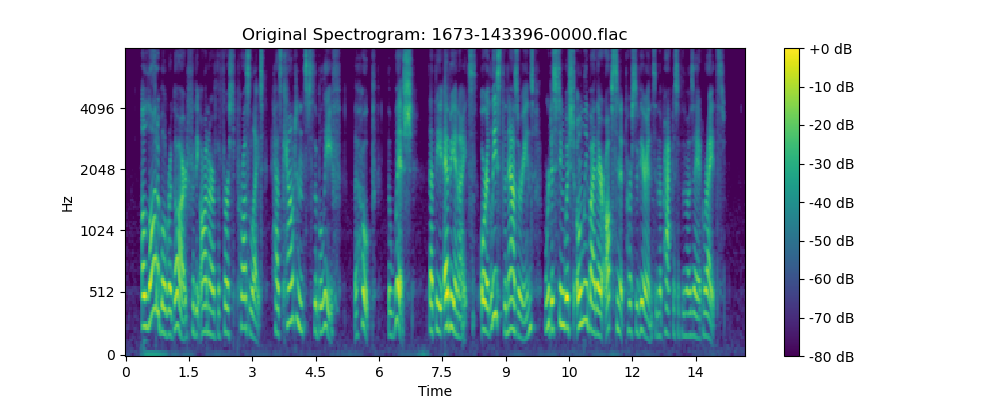 Original Spectrogram: 1673-143396-0000.flac
Hz
4096
2048
1024
512
0
0 1.5 3 4.5 6 7.5 9 10 12 14
Time
+0 dB
-10 dB
-20 dB
-30 dB
-40 dB
-50 dB
-60 dB
-70 dB
-80 dB